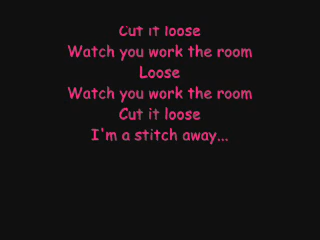 Cut it loose
Watch you work the room
Loose
Watch you work the room
Cut it loose
I'm a stitch away...